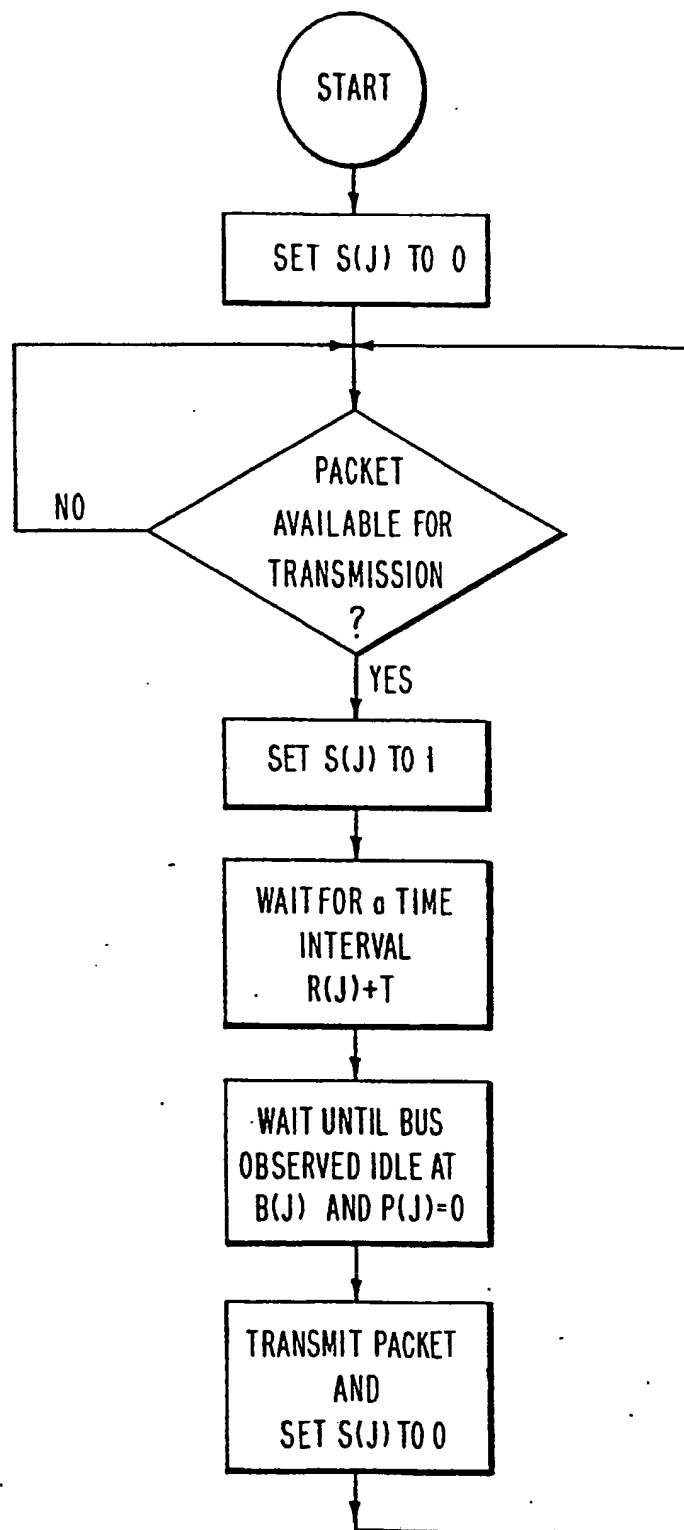 START
SET S(J) TO 0
PACKET
AVAILABLE FOR
TRANSMISSION
?
NO
YES
SET S(J) TO 1
WAIT FOR a TIME
INTERVAL
R(J)+T
WAIT UNTIL BUS
OBSERVED IDLE AT
B(J) AND P(J)=0
TRANSMIT PACKET
AND
SET S(J) TO 0